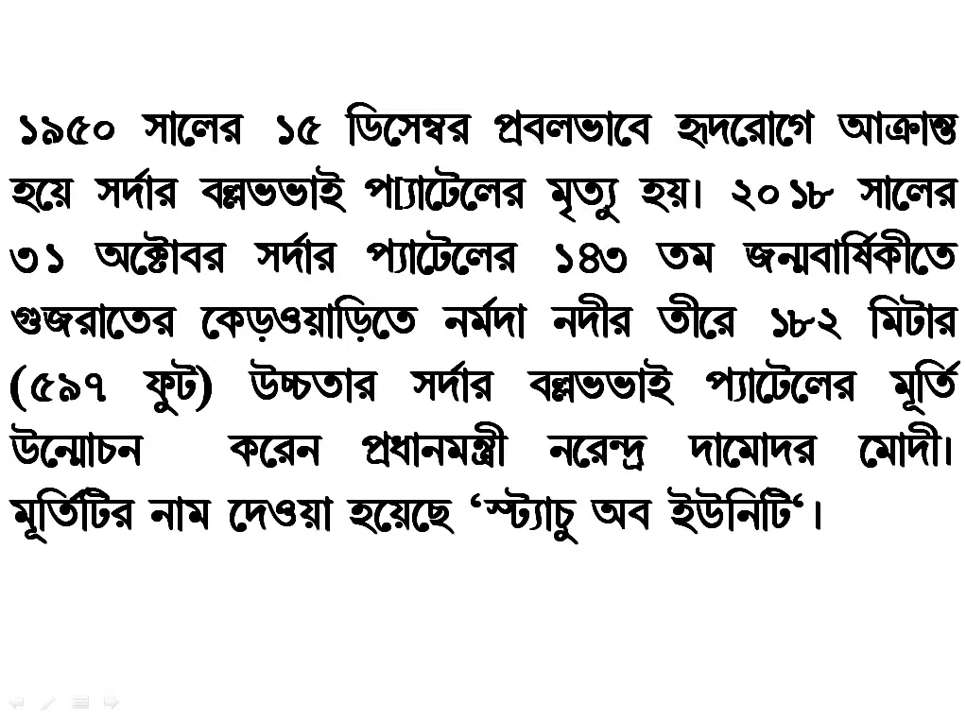 ১৯৫০ সালের ১৫ ডিসেম্বর প্রবলভাবে হৃদরোগে আক্রান্ত
হয়ে সর্দার বল্লভভাই প্যাটেলের মৃত্যু হয়। ২০১৮ সালের
৩১ অক্টোবর সর্দার প্যাটেলের ১৪৩ তম জন্মবার্ষিকীতে
গুজরাতের কেড়ওয়াড়িতে নর্মদা নদীর তীরে ১৮২ মিটার
(৫৯৭ ফুট) উচ্চতার সর্দার বল্লভভাই প্যাটেলের মূর্তি
উন্মোচন করেন প্রধানমন্ত্রী নরেন্দ্র দামোদর মোদী।
মূর্তিটির নাম দেওয়া হয়েছে ‘স্ট্যাচু অব ইউনিটি‘।